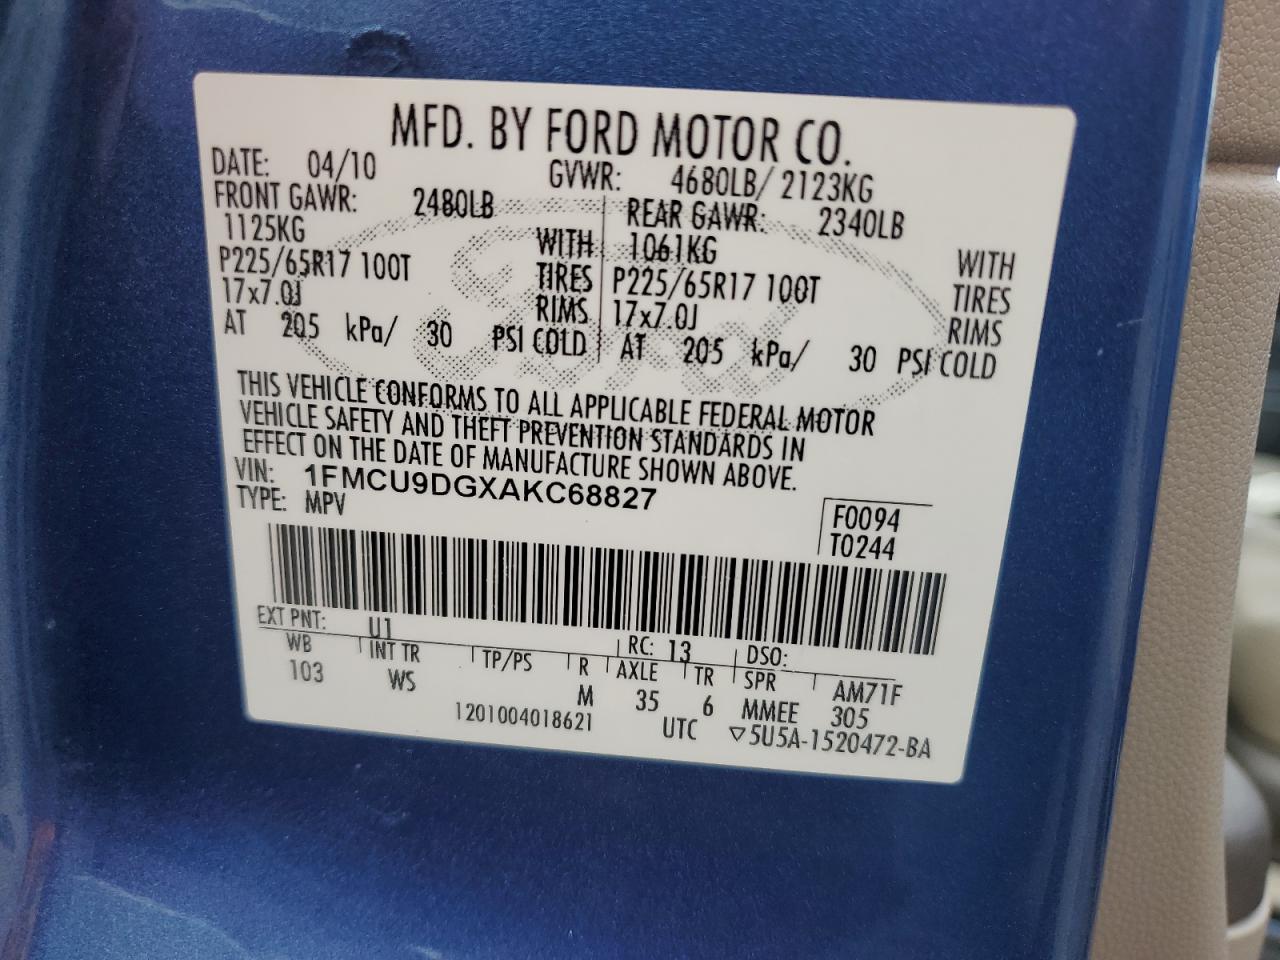 MFD. BY FORD MOTOR CO.
DATE: 04/10 GVWR: 4680LB/ 2123KG
FRONT GAWR: 2480LB REAR GAWR: 2340LB
1125KG WITH 1061KG WITH
P225/65R17 100T TIRES P225/65R17 100T TIRES
17x7.0J RIMS 17x7.0J RIMS
AT 205 kPa/ 30 PSI COLD AT 205 kPa/ 30 PSI COLD
Ford
THIS VEHICLE CONFORMS TO ALL APPLICABLE FEDERAL MOTOR
VEHICLE SAFETY AND THEFT PREVENTION STANDARDS IN
EFFECT ON THE DATE OF MANUFACTURE SHOWN ABOVE.
VIN: 1FMCU9DGXAKC68827
TYPE: MPV
F0094
T0244
EXT PNT: U1 RC: 13 DSO:
WB INT TR TP/PS R AXLE TR SPR AM71F
103 WS M 35 6 MMEE 305
1201004018621 UTC ▽5U5A-1520472-BA